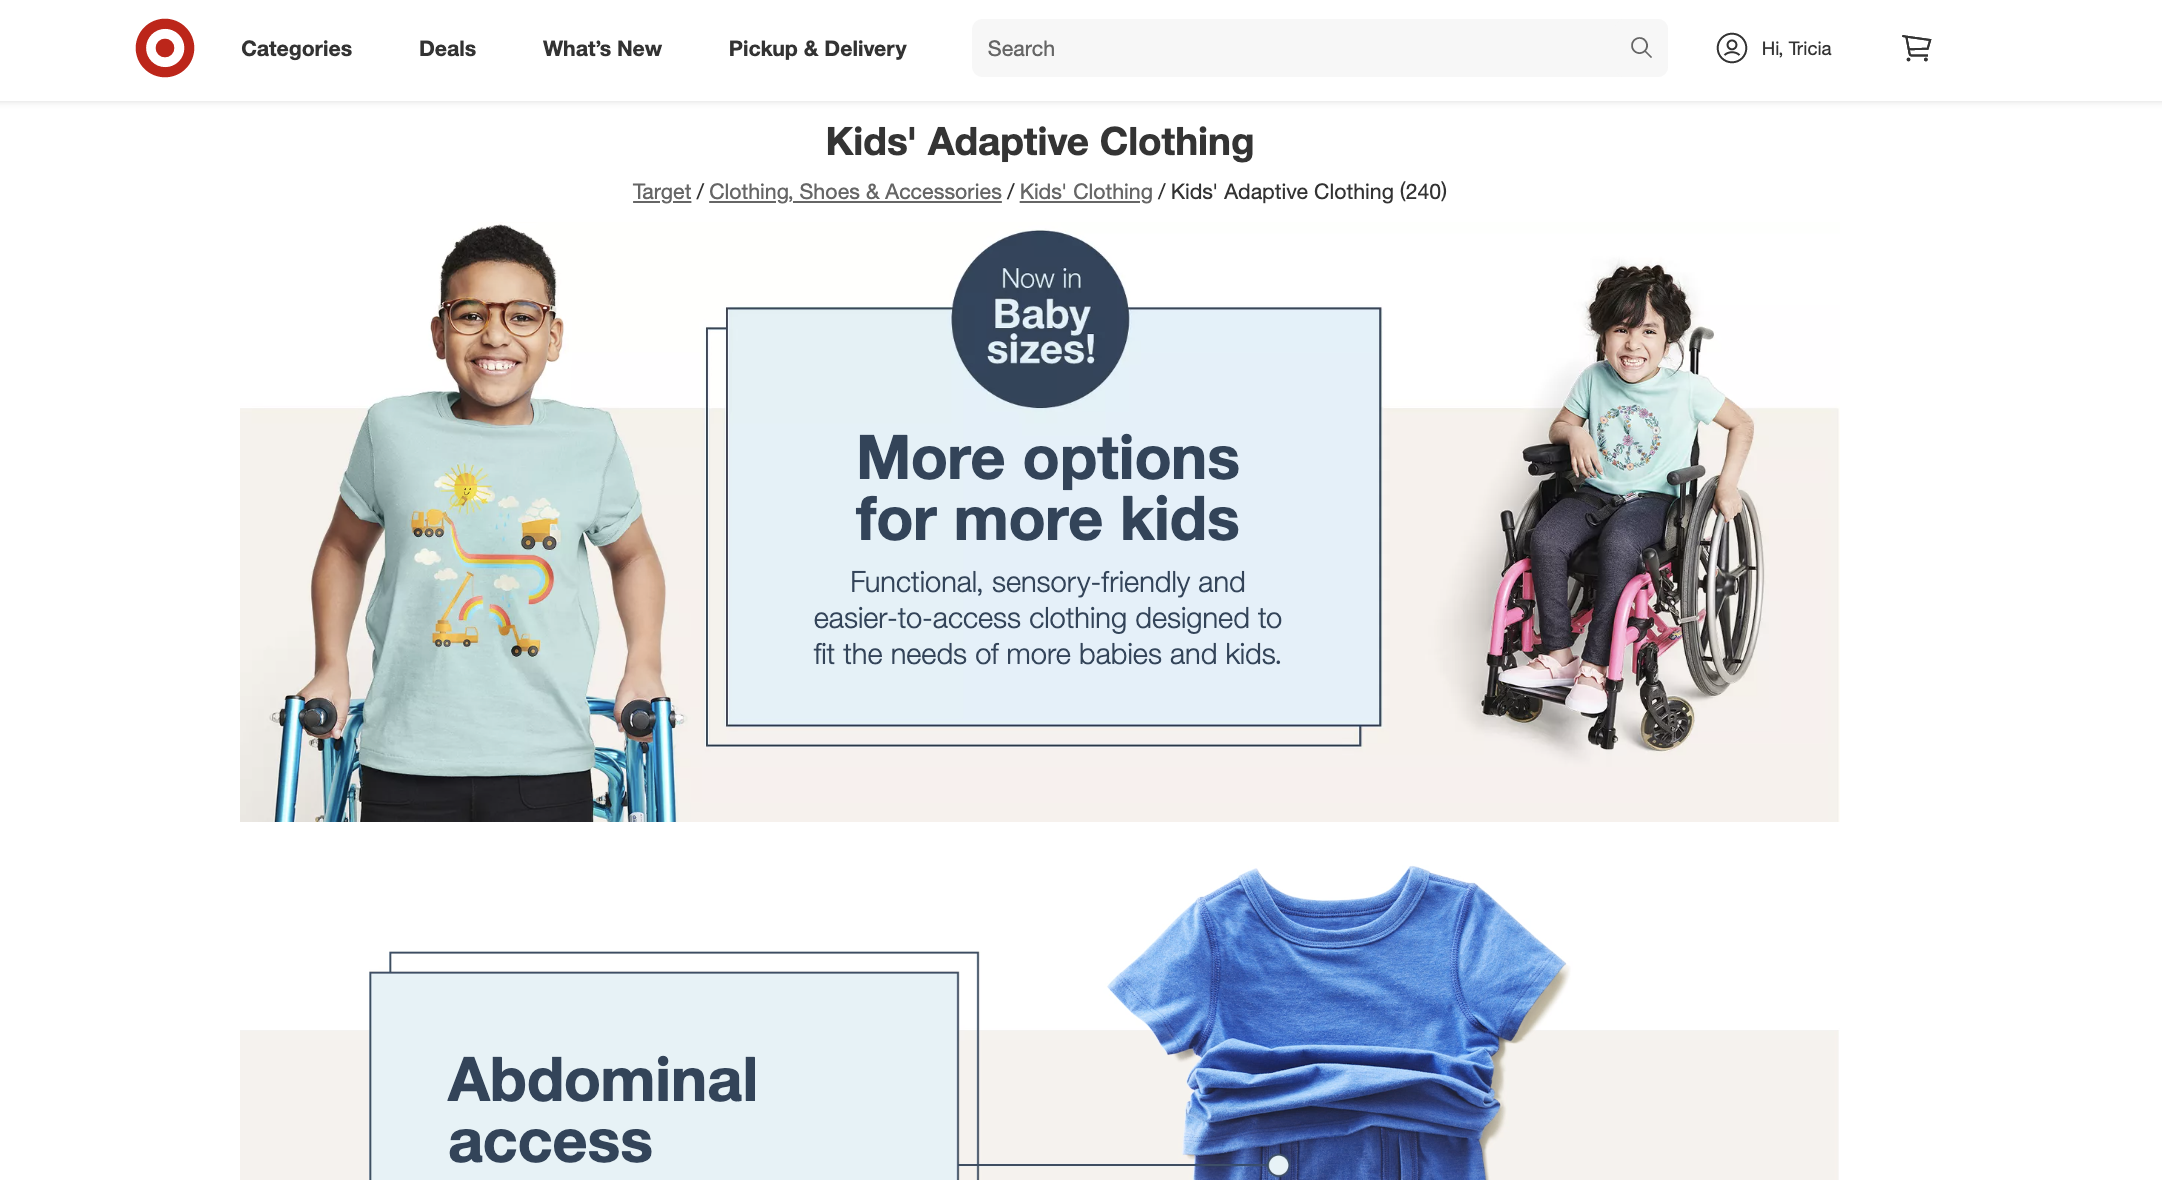 Categories Deals What's New Pickup & Delivery Search Hi, Tricia
Kids' Adaptive Clothing
Target / Clothing, Shoes & Accessories / Kids' Clothing / Kids' Adaptive Clothing (240)
Now in
Baby
sizes!
More options
for more kids
Functional, sensory-friendly and
easier-to-access clothing designed to
fit the needs of more babies and kids.
Abdominal
access